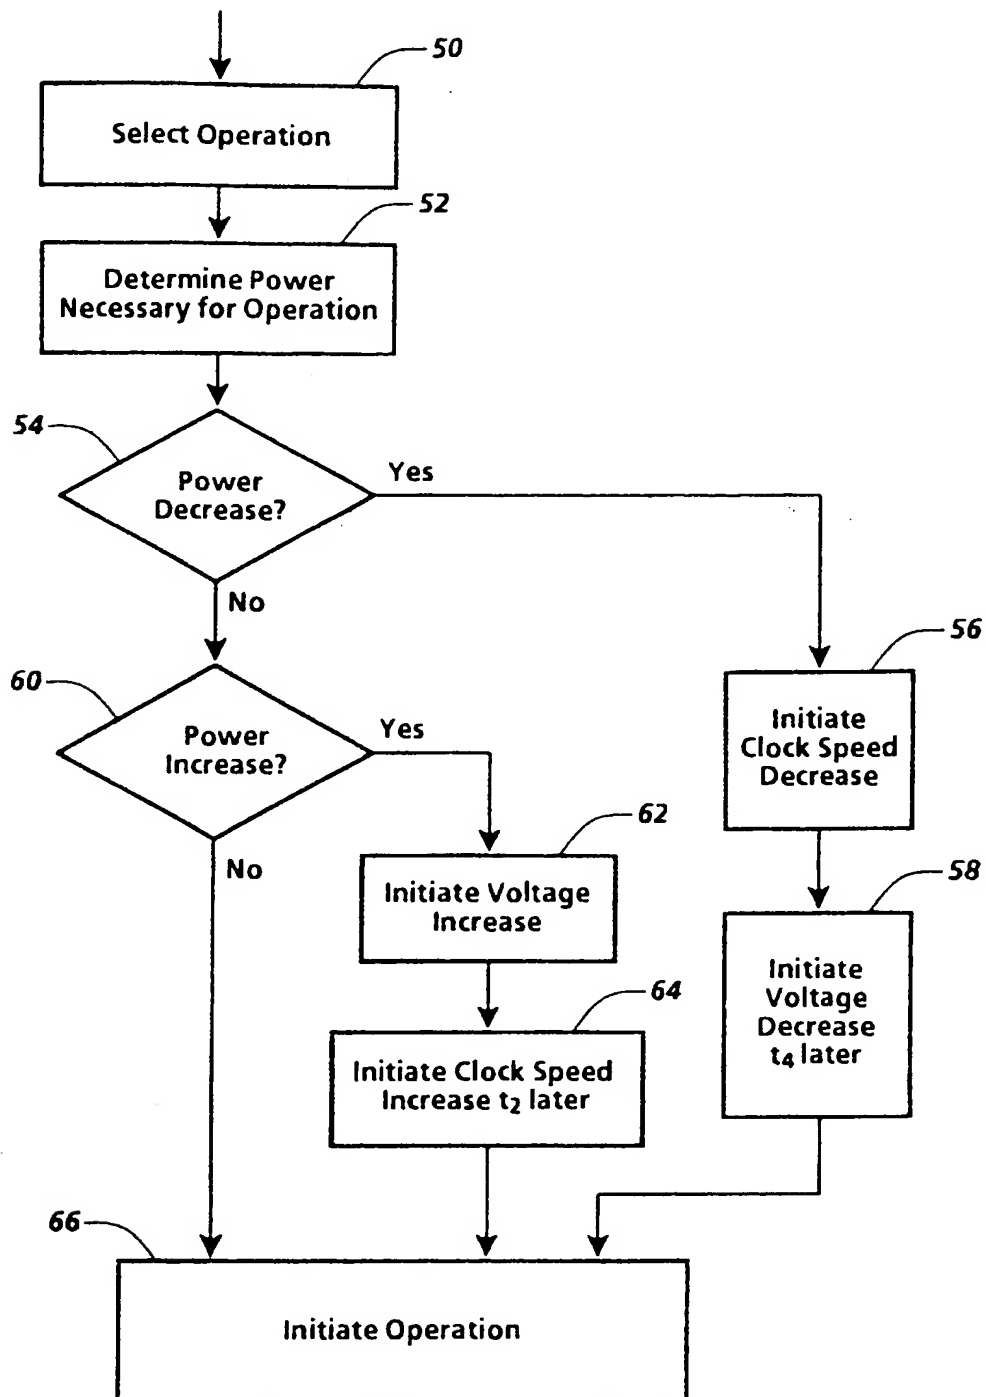 50
Select Operation
52
Determine Power
Necessary for Operation
54
Power
Decrease?
Yes
No
56
Initiate
Clock Speed
Decrease
60
Power
Increase?
Yes
No
62
Initiate Voltage
Increase
58
Initiate
Voltage
Decrease
t4 later
64
Initiate Clock Speed
Increase t2 later
66
Initiate Operation